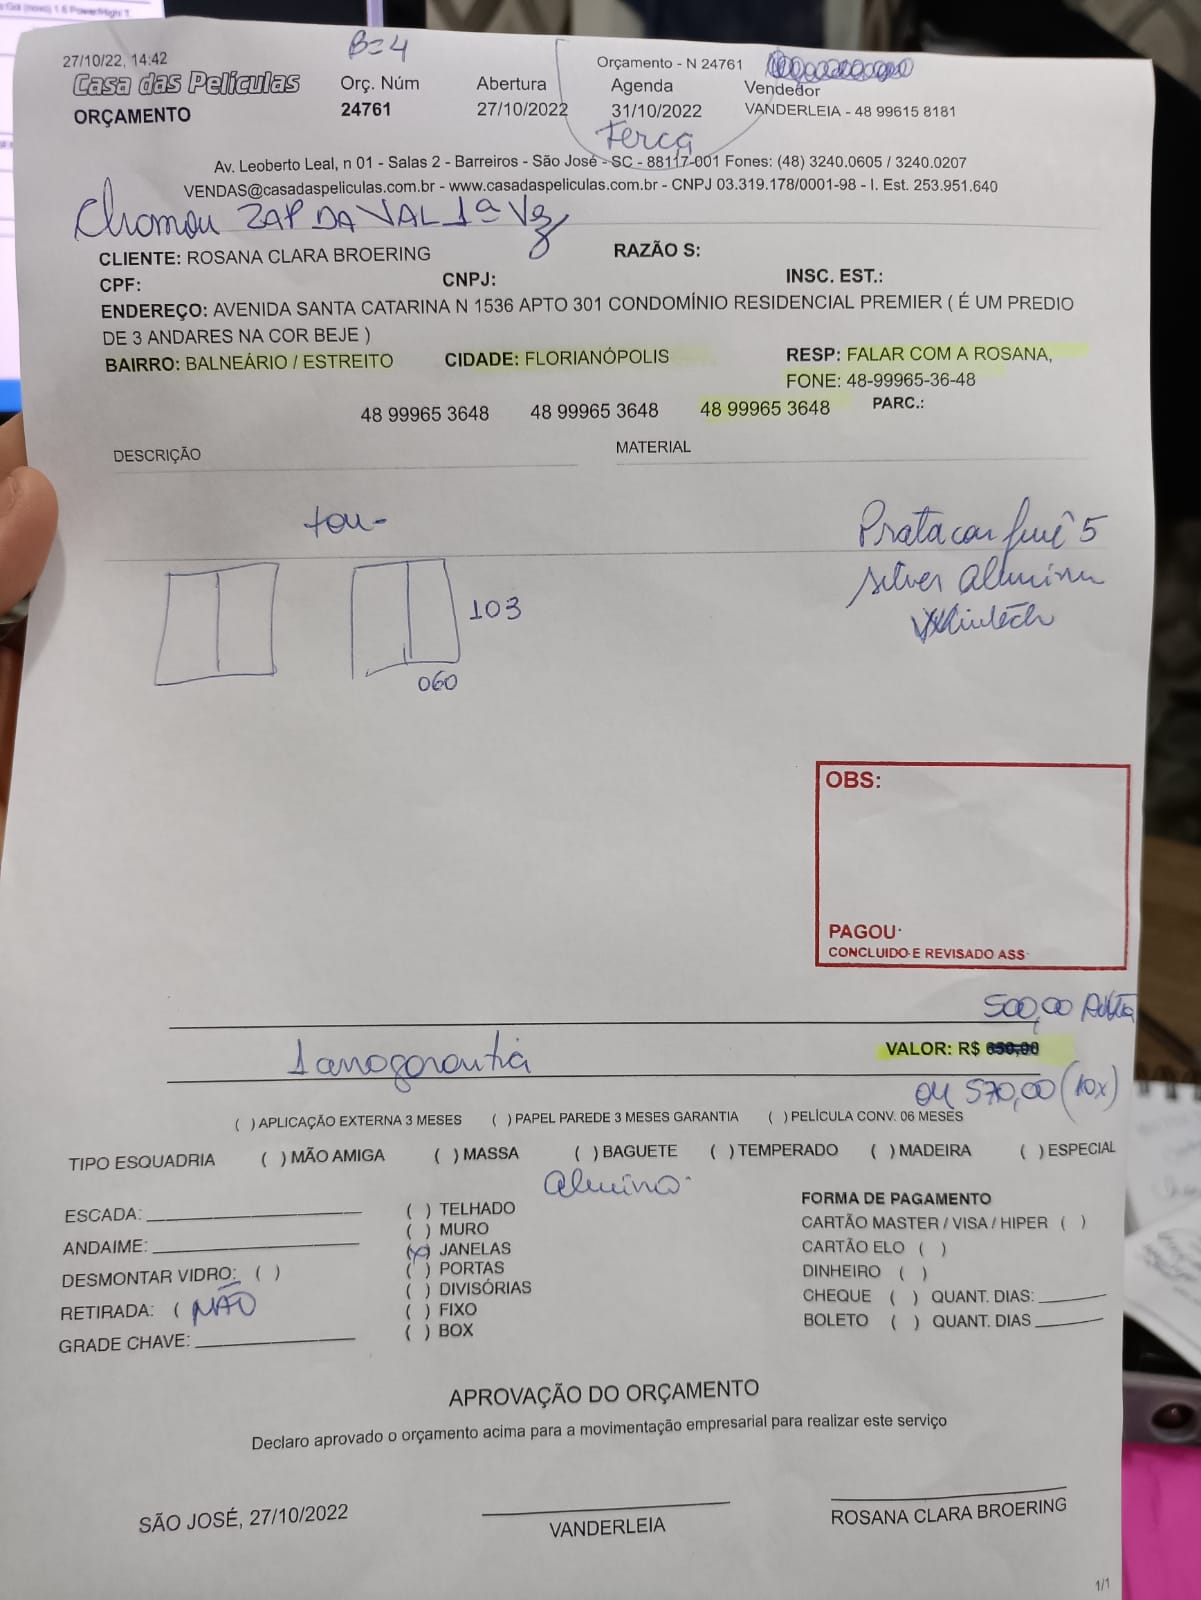 27/10/22, 14:42
B=4
Orçamento - N 24761
Casa das Películas
Orç. Núm
Abertura
Agenda
Vendedor
ORÇAMENTO
24761
27/10/2022
31/10/2022
VANDERLEIA - 48 99615 8181
Terça
Av. Leoberto Leal, n 01 - Salas 2 - Barreiros - São José - SC - 88117-001 Fones: (48) 3240.0605 / 3240.0207
VENDAS@casadaspeliculas.com.br - www.casadaspeliculas.com.br - CNPJ 03.319.178/0001-98 - I. Est. 253.951.640
Chamou ZAP DA VAL 1ª Vez
CLIENTE: ROSANA CLARA BROERING
RAZÃO S:
CPF:
CNPJ:
INSC. EST.:
ENDEREÇO: AVENIDA SANTA CATARINA N 1536 APTO 301 CONDOMÍNIO RESIDENCIAL PREMIER ( É UM PREDIO
DE 3 ANDARES NA COR BEJE )
BAIRRO: BALNEÁRIO / ESTREITO
CIDADE: FLORIANÓPOLIS
RESP: FALAR COM A ROSANA,
FONE: 48-99965-36-48
48 99965 3648
48 99965 3648
48 99965 3648
PARC.:
DESCRIÇÃO
MATERIAL
5
silver
103
060
OBS:
PAGOU:
CONCLUIDO E REVISADO ASS:
500,00
1 ano garantia
VALOR: R$ 650,00
ou 570,00 (10x)
( ) APLICAÇÃO EXTERNA 3 MESES ( ) PAPEL PAREDE 3 MESES GARANTIA ( ) PELÍCULA CONV. 06 MESES
TIPO ESQUADRIA ( ) MÃO AMIGA ( ) MASSA ( ) BAGUETE ( ) TEMPERADO ( ) MADEIRA ( ) ESPECIAL
ESCADA:
( ) TELHADO
FORMA DE PAGAMENTO
( ) MURO
CARTÃO MASTER / VISA / HIPER ( )
ANDAIME:
(x) JANELAS
CARTÃO ELO ( )
DESMONTAR VIDRO: ( )
( ) PORTAS
DINHEIRO ( )
( ) DIVISÓRIAS
CHEQUE ( ) QUANT. DIAS:
RETIRADA: ( NÃO
( ) FIXO
BOLETO ( ) QUANT. DIAS
GRADE CHAVE:
( ) BOX
APROVAÇÃO DO ORÇAMENTO
Declaro aprovado o orçamento acima para a movimentação empresarial para realizar este serviço
SÃO JOSÉ, 27/10/2022
VANDERLEIA
ROSANA CLARA BROERING
1/1